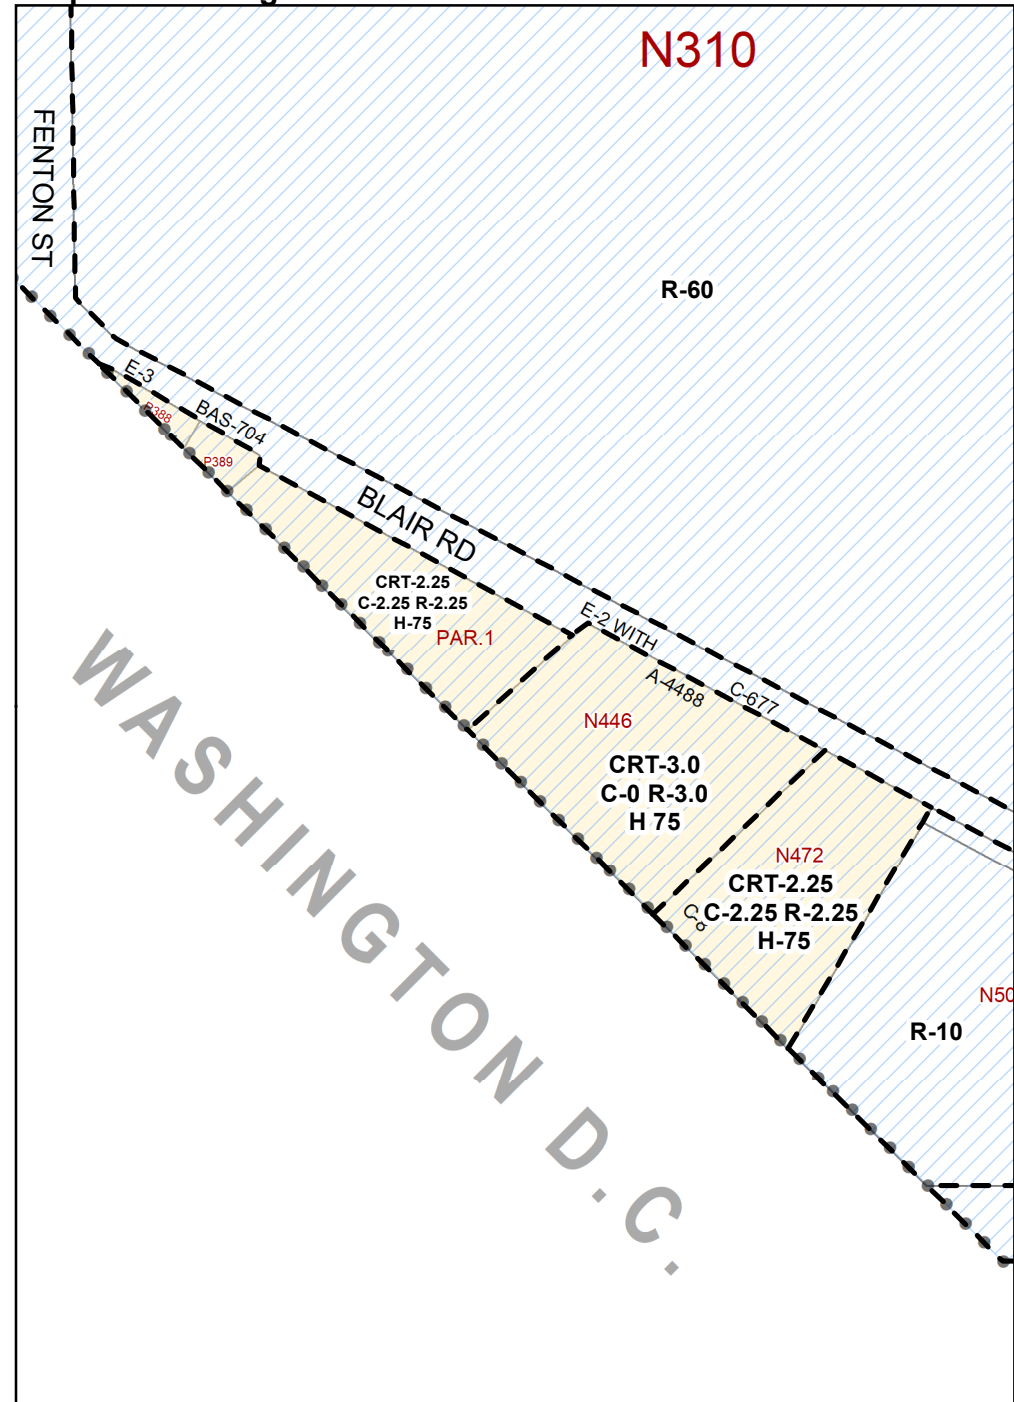 N310
FENTON ST
R-60
E-3
P388
BAS-704
P389
BLAIR RD
CRT-2.25
C-2.25 R-2.25
H-75
PAR.1
E-2 WITH
A-4488
C-677
N446
CRT-3.0
C-0 R-3.0
H 75
N472
CRT-2.25
C-2.25 R-2.25
H-75
N50
R-10
WASHINGTON D.C.